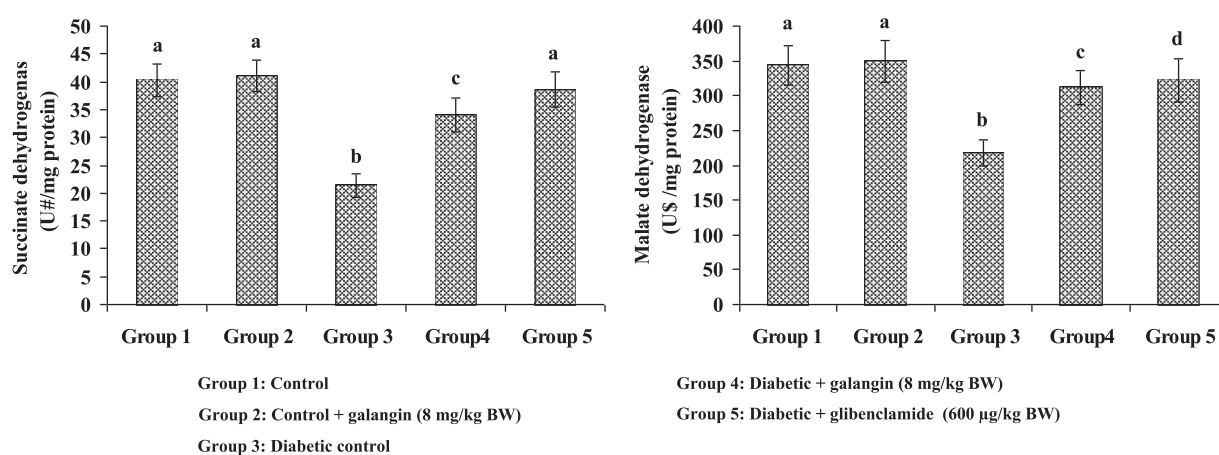 Succinate dehydrogenas
(U#/mg protein)
50
45
40
35
30
25
20
15
10
5
0
a
a
b
c
a
Group 1
Group 2
Group 3
Group4
Group 5
Malate dehydrogenase
(U$ /mg protein)
400
350
300
250
200
150
100
50
0
a
a
b
c
d
Group 1
Group 2
Group 3
Group4
Group 5
Group 1: Control
Group 2: Control + galangin (8 mg/kg BW)
Group 3: Diabetic control
Group 4: Diabetic + galangin (8 mg/kg BW)
Group 5: Diabetic + glibenclamide (600 µg/kg BW)